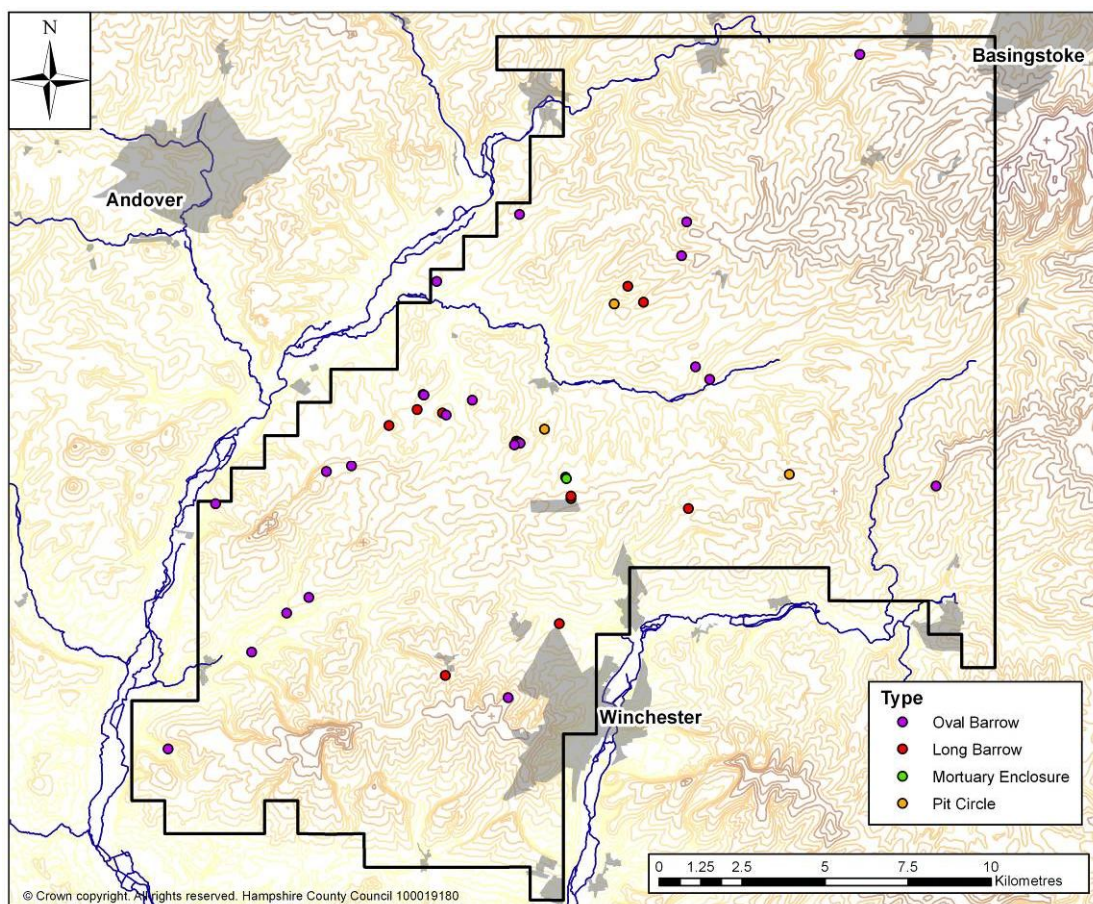 N
Basingstoke
Andover
Winchester
Type
Oval Barrow
Long Barrow
Mortuary Enclosure
Pit Circle
0 1.25 2.5 5 7.5 10
Kilometres
© Crown copyright. All rights reserved. Hampshire County Council 100019180